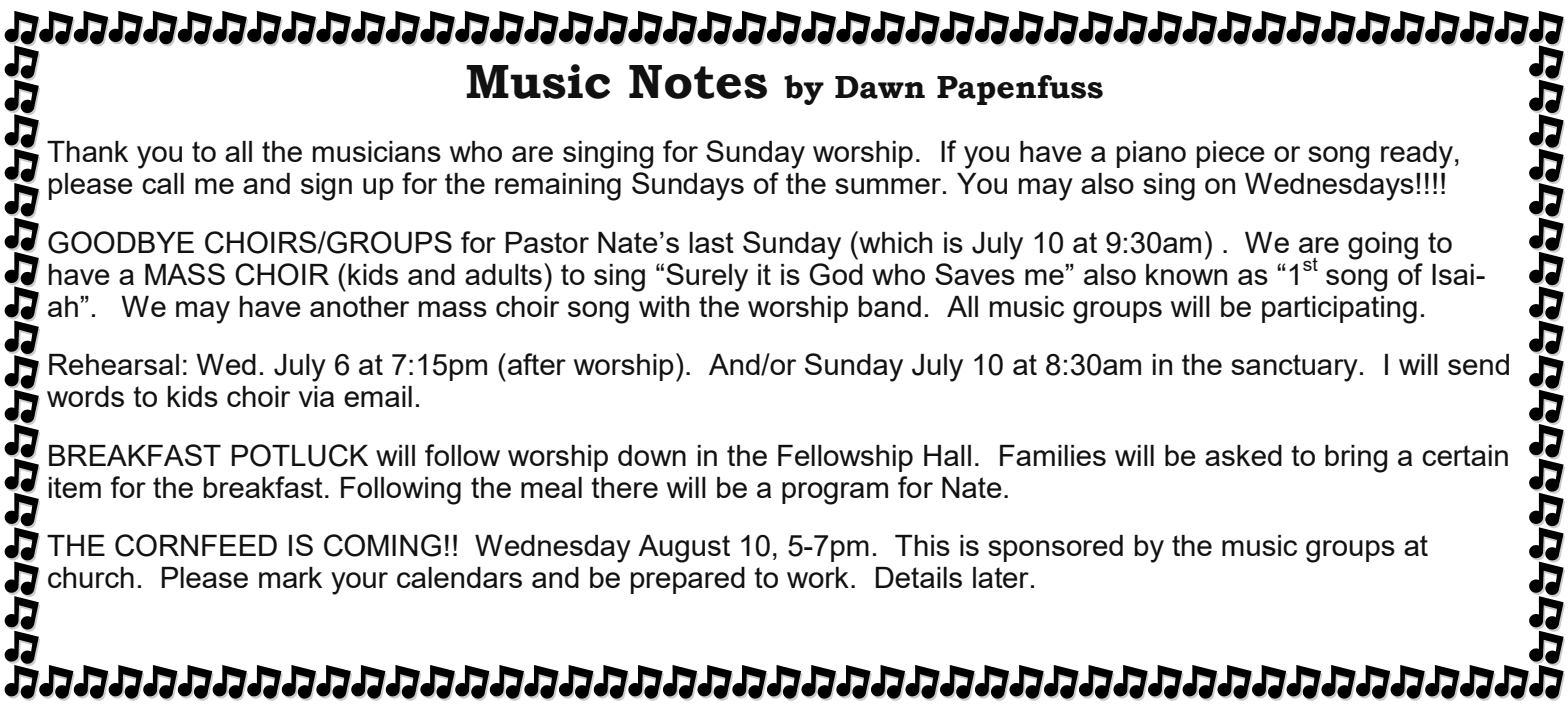 Music Notes by Dawn Papenfuss
Thank you to all the musicians who are singing for Sunday worship.  If you have a piano piece or song ready,
please call me and sign up for the remaining Sundays of the summer. You may also sing on Wednesdays!!!!
GOODBYE CHOIRS/GROUPS for Pastor Nate’s last Sunday (which is July 10 at 9:30am) .  We are going to
have a MASS CHOIR (kids and adults) to sing “Surely it is God who Saves me” also known as “1st song of Isai-
ah”.   We may have another mass choir song with the worship band.  All music groups will be participating.
Rehearsal: Wed. July 6 at 7:15pm (after worship).  And/or Sunday July 10 at 8:30am in the sanctuary.  I will send
words to kids choir via email.
BREAKFAST POTLUCK will follow worship down in the Fellowship Hall.  Families will be asked to bring a certain
item for the breakfast. Following the meal there will be a program for Nate.
THE CORNFEED IS COMING!!  Wednesday August 10, 5-7pm.  This is sponsored by the music groups at
church.  Please mark your calendars and be prepared to work.  Details later.